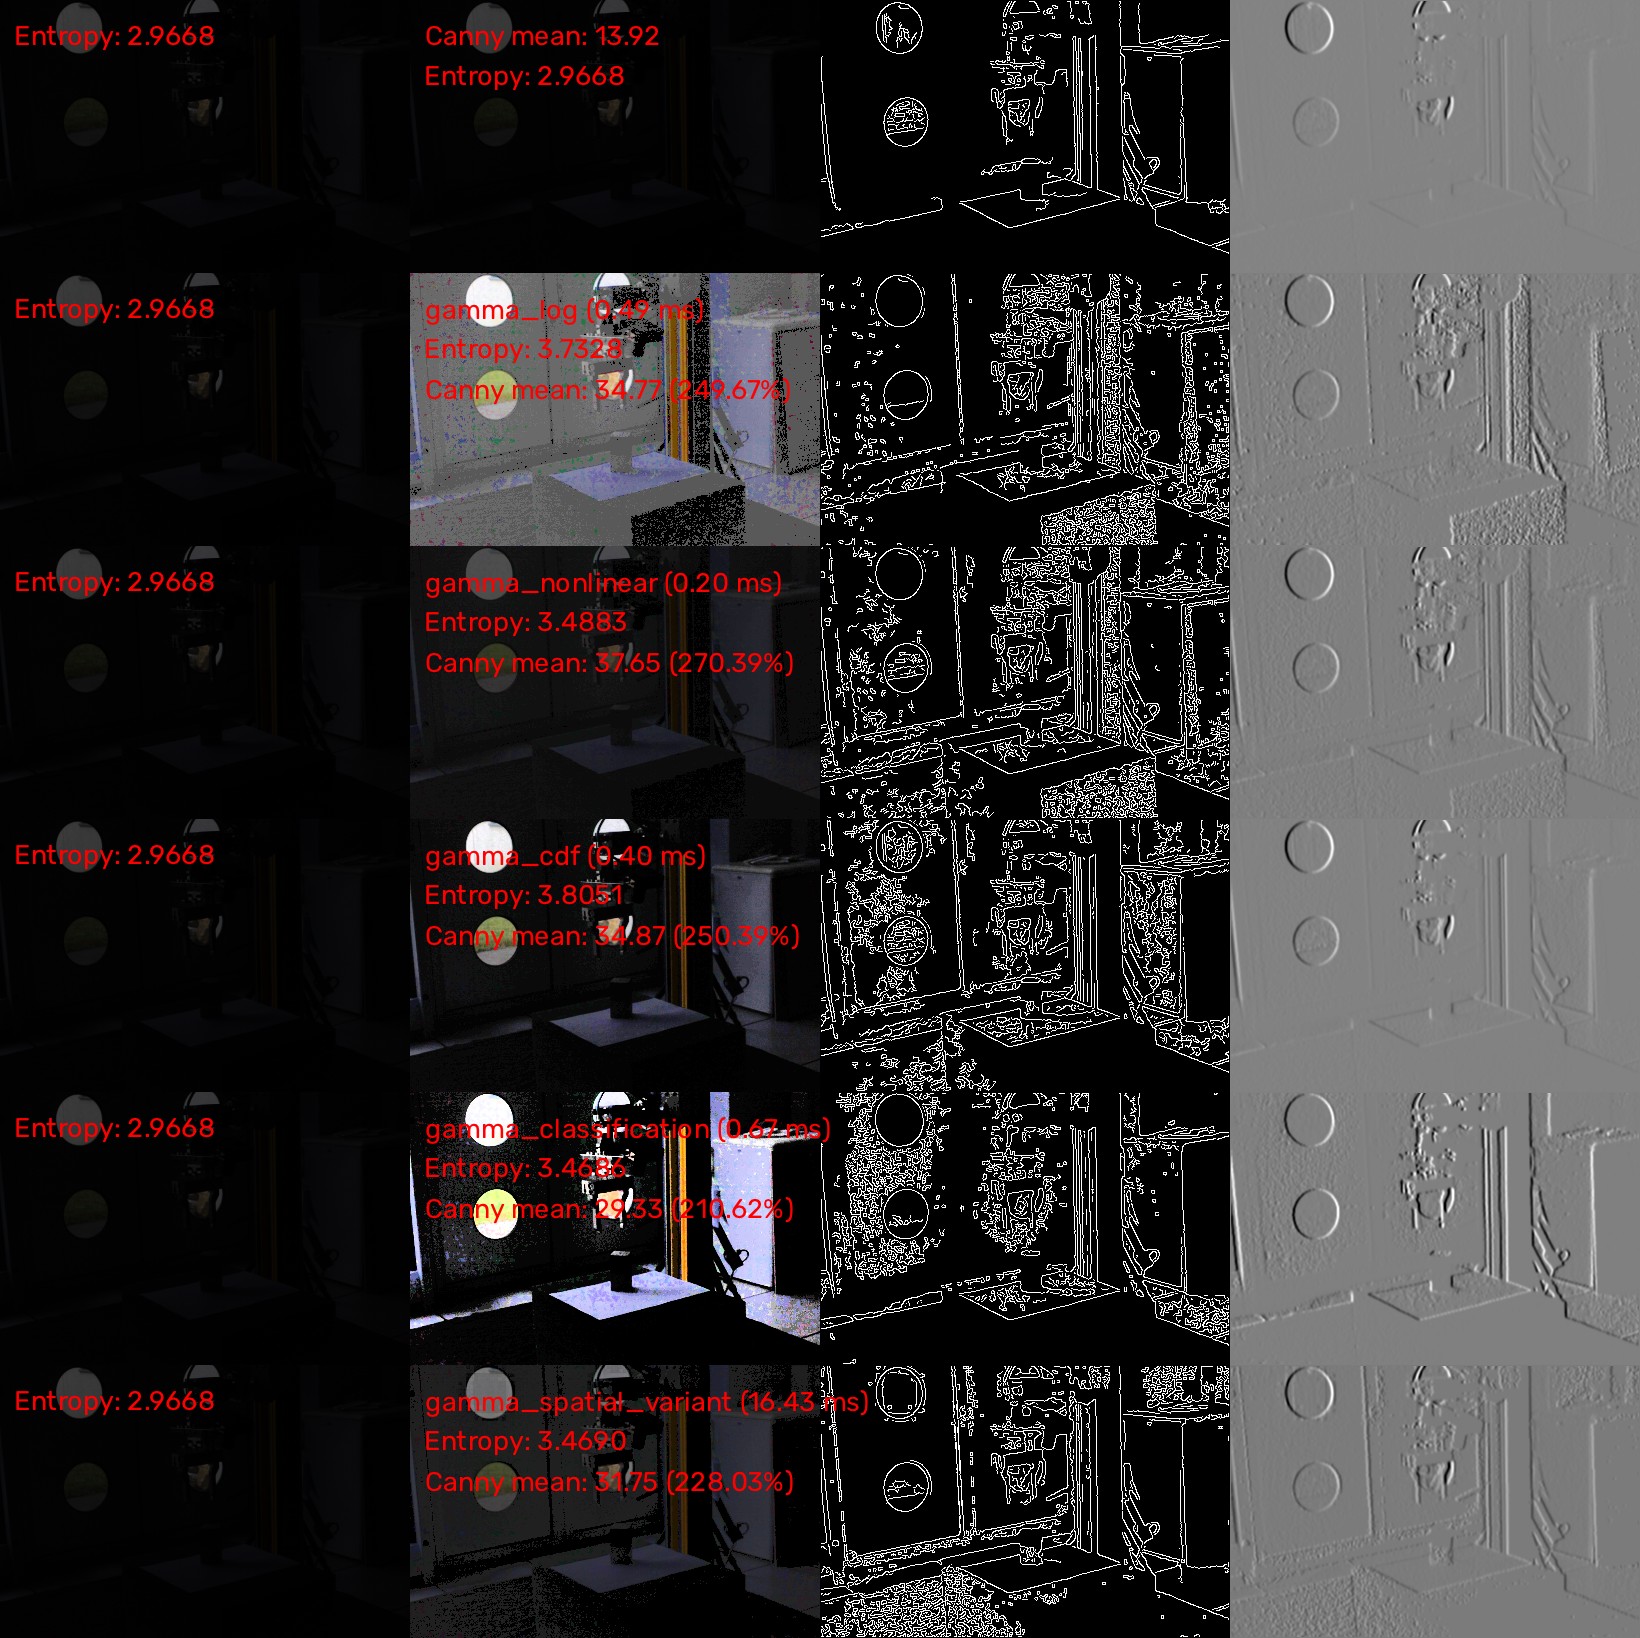 Entropy: 2.9668
Canny mean: 13.92
Entropy: 2.9668
Entropy: 2.9668
gamma_log (0.49 ms)
Entropy: 3.7328
Canny mean: 34.77 (249.67%)
Entropy: 2.9668
gamma_nonlinear (0.20 ms)
Entropy: 3.4883
Canny mean: 37.65 (270.39%)
Entropy: 2.9668
gamma_cdf (0.40 ms)
Entropy: 3.8051
Canny mean: 34.87 (250.39%)
Entropy: 2.9668
gamma_classification (0.67 ms)
Entropy: 3.4686
Canny mean: 29.33 (210.62%)
Entropy: 2.9668
gamma_spatial_variant (16.43 ms)
Entropy: 3.4690
Canny mean: 31.75 (228.03%)